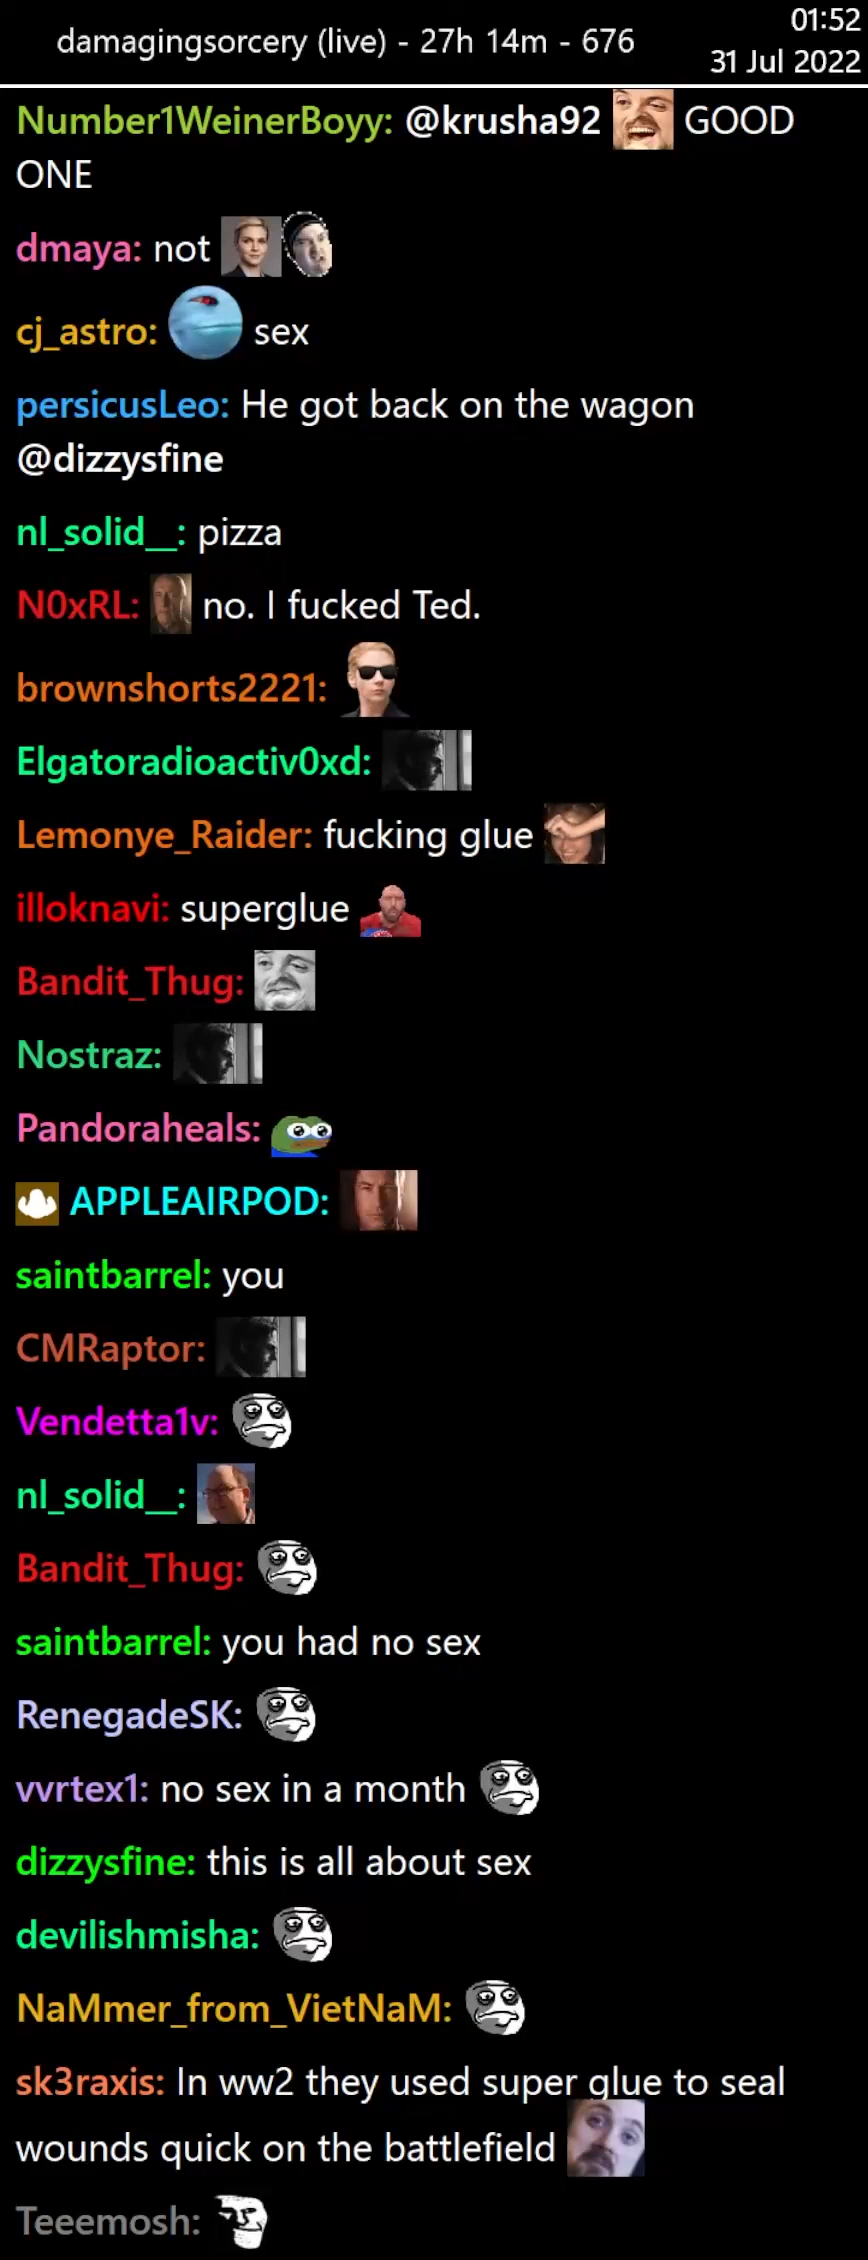 damagingsorcery (live) - 27h 14m - 676
01:52
31 Jul 2022
Number1WeinerBoyy: @krusha92 GOOD
ONE
dmaya: not
cj_astro: sex
persicusLeo: He got back on the wagon
@dizzysfine
nl_solid__: pizza
N0xRL: no. I fucked Ted.
brownshorts2221:
Elgatoradioactiv0xd:
Lemonye_Raider: fucking glue
illoknavi: superglue
Bandit_Thug:
Nostraz:
Pandoraheals:
APPLEAIRPOD:
saintbarrel: you
CMRaptor:
Vendetta1v:
nl_solid__:
Bandit_Thug:
saintbarrel: you had no sex
RenegadeSK:
vvrtex1: no sex in a month
dizzysfine: this is all about sex
devilishmisha:
NaMmer_from_VietNaM:
sk3raxis: In ww2 they used super glue to seal
wounds quick on the battlefield
Teeemosh: